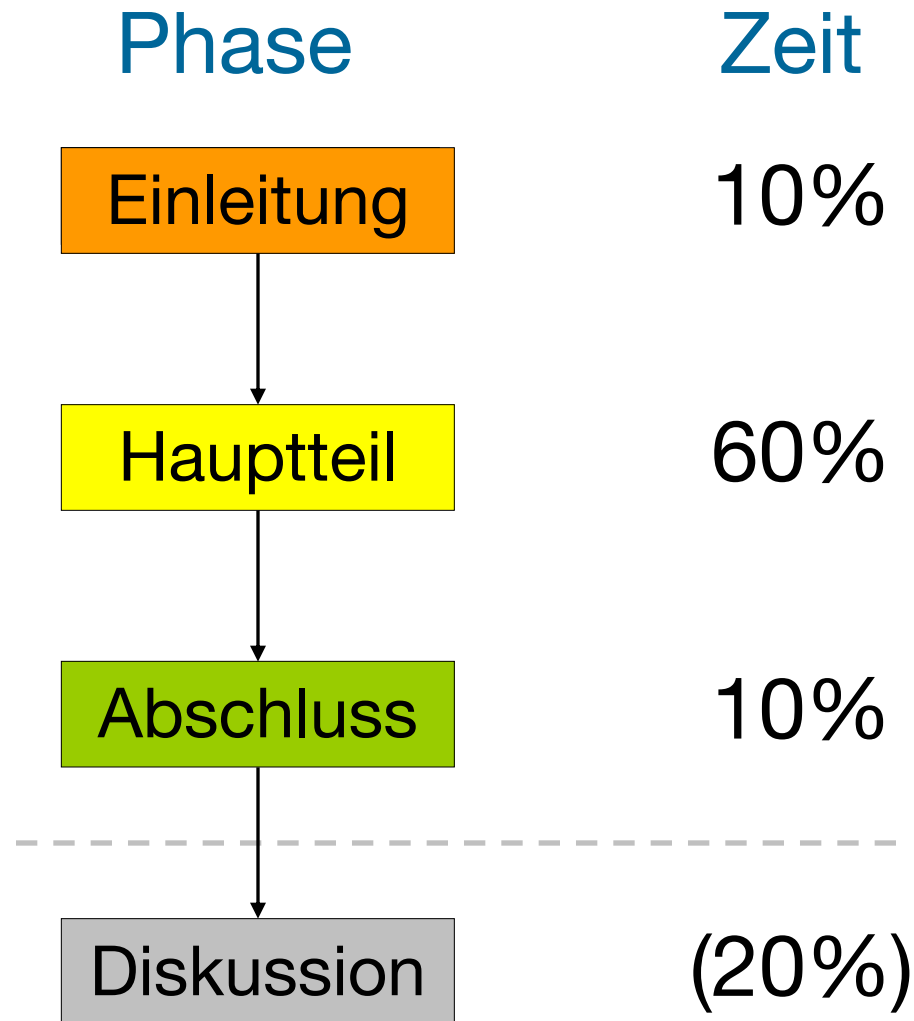 Phase Zeit
Einleitung 10%
Hauptteil 60%
Abschluss 10%
Diskussion (20%)